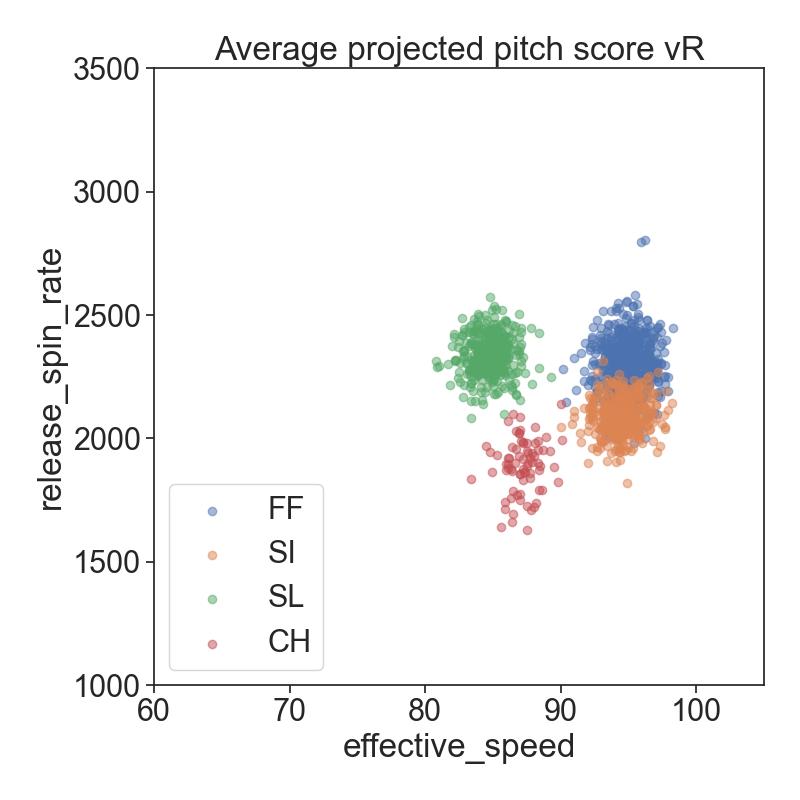 Average projected pitch score vR
3500
3000
2500
2000
1500
1000
release_spin_rate
FF
SI
SL
CH
60 70 80 90 100
effective_speed